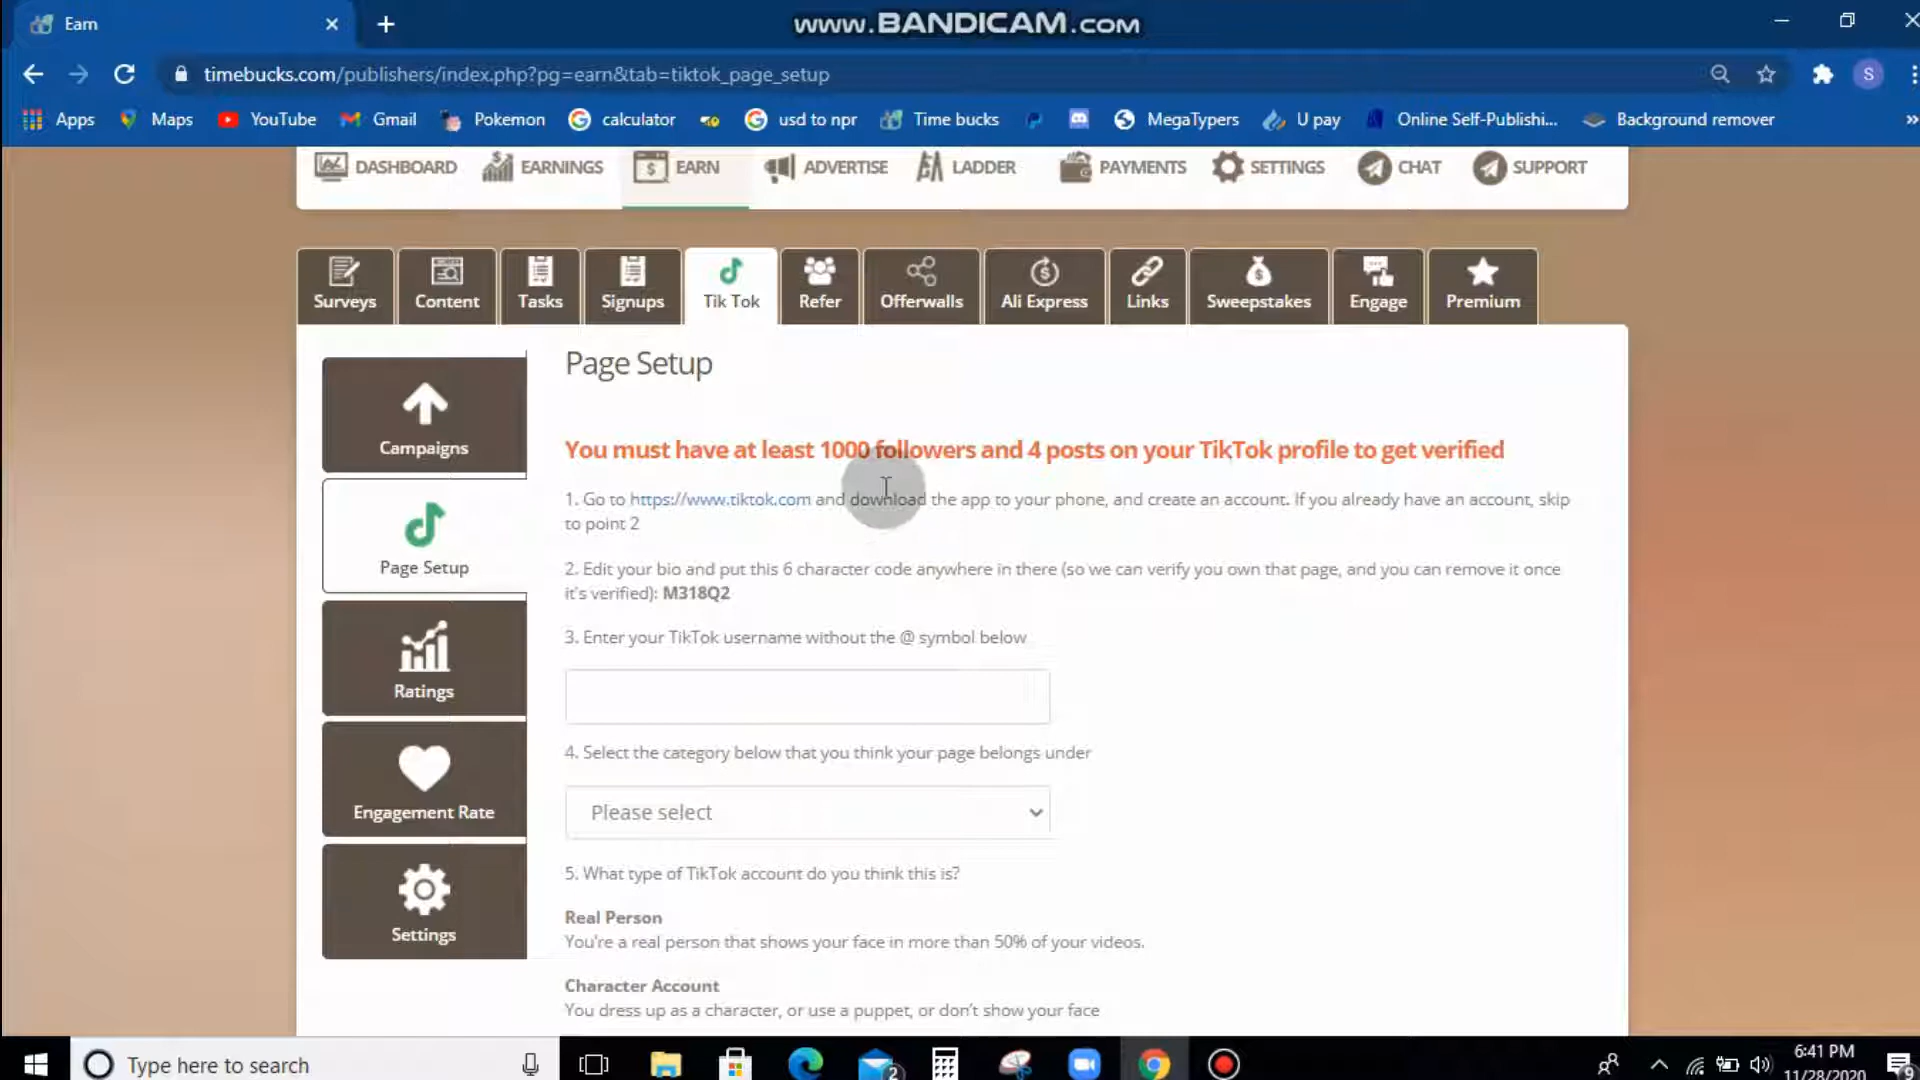 Earn
www.BANDICAM.com
timebucks.com/publishers/index.php?pg=earn&tab=tiktok_page_setup
S
Apps Maps YouTube Gmail Pokemon calculator usd to npr Time bucks MegaTypers U pay Online Self-Publishi... Background remover »
DASHBOARD EARNINGS EARN ADVERTISE LADDER PAYMENTS SETTINGS CHAT SUPPORT
Surveys Content Tasks Signups Tik Tok Refer Offerwalls Ali Express Links Sweepstakes Engage Premium
Campaigns
Page Setup
Ratings
Engagement Rate
Settings
Page Setup
You must have at least 1000 followers and 4 posts on your TikTok profile to get verified
1. Go to https://www.tiktok.com and download the app to your phone, and create an account. If you already have an account, skip
to point 2
2. Edit your bio and put this 6 character code anywhere in there (so we can verify you own that page, and you can remove it once
it's verified): M318Q2
3. Enter your TikTok username without the @ symbol below
4. Select the category below that you think your page belongs under
Please select
5. What type of TikTok account do you think this is?
Real Person
You're a real person that shows your face in more than 50% of your videos.
Character Account
You dress up as a character, or use a puppet, or don't show your face
Type here to search
2
6:41 PM
11/28/2020
9